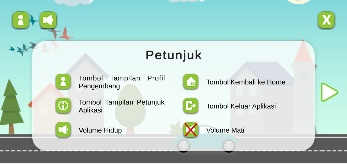 X
Petunjuk
Tombol Tampilan Profil
Pengembang
Tombol Kembali ke Home
Tombol Tampilan Petunjuk
Aplikasi
Tombol Keluar Aplikasi
Volume Hidup
Volume Mati